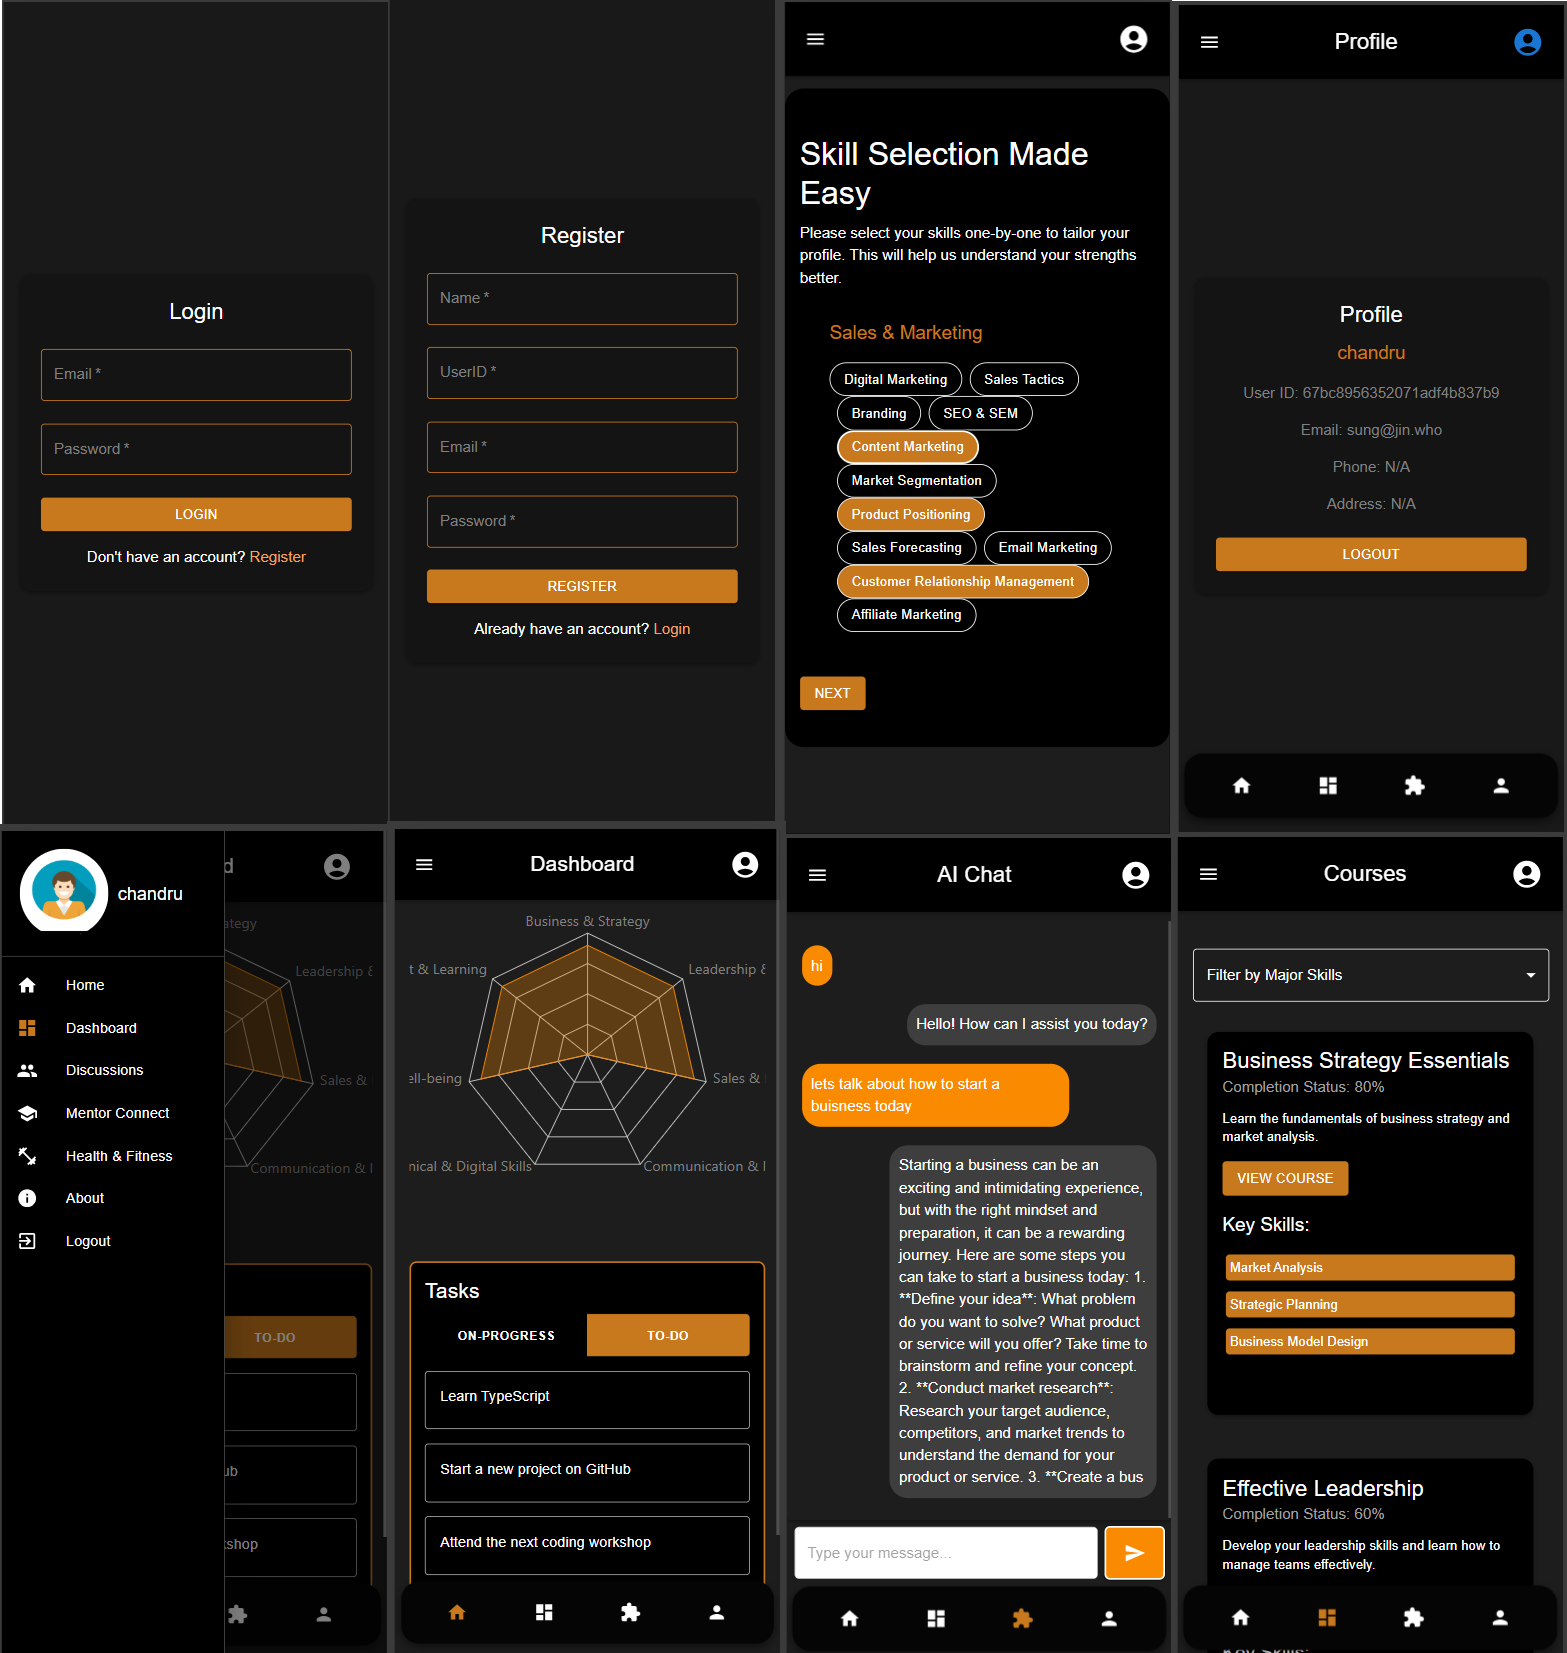 Login
Email *
Password *
LOGIN
Don't have an account? Register
Register
Name *
UserID *
Email *
Password *
REGISTER
Already have an account? Login
Skill Selection Made
Easy
Please select your skills one-by-one to tailor your
profile. This will help us understand your strengths
better.
Sales & Marketing
Digital Marketing
Sales Tactics
Branding
SEO & SEM
Content Marketing
Market Segmentation
Product Positioning
Sales Forecasting
Email Marketing
Customer Relationship Management
Affiliate Marketing
NEXT
Profile
Profile
chandru
User ID: 67bc8956352071adf4b837b9
Email: sung@jin.who
Phone: N/A
Address: N/A
LOGOUT
chandru
Home
Dashboard
Discussions
Mentor Connect
Health & Fitness
About
Logout
d
ategy
Leadership &
Sales &
Communication &
TO-DO
ub
kshop
Dashboard
Business & Strategy
t & Learning
Leadership &
ell-being
Sales &
nical & Digital Skills
Communication &
Tasks
ON-PROGRESS
TO-DO
Learn TypeScript
Start a new project on GitHub
Attend the next coding workshop
AI Chat
hi
Hello! How can I assist you today?
lets talk about how to start a
buisness today
Starting a business can be an
exciting and intimidating experience,
but with the right mindset and
preparation, it can be a rewarding
journey. Here are some steps you
can take to start a business today: 1.
**Define your idea**: What problem
do you want to solve? What product
or service will you offer? Take time to
brainstorm and refine your concept.
2. **Conduct market research**:
Research your target audience,
competitors, and market trends to
understand the demand for your
product or service. 3. **Create a bus
Type your message...
Courses
Filter by Major Skills
Business Strategy Essentials
Completion Status: 80%
Learn the fundamentals of business strategy and
market analysis.
VIEW COURSE
Key Skills:
Market Analysis
Strategic Planning
Business Model Design
Effective Leadership
Completion Status: 60%
Develop your leadership skills and learn how to
manage teams effectively.
Key Skills: